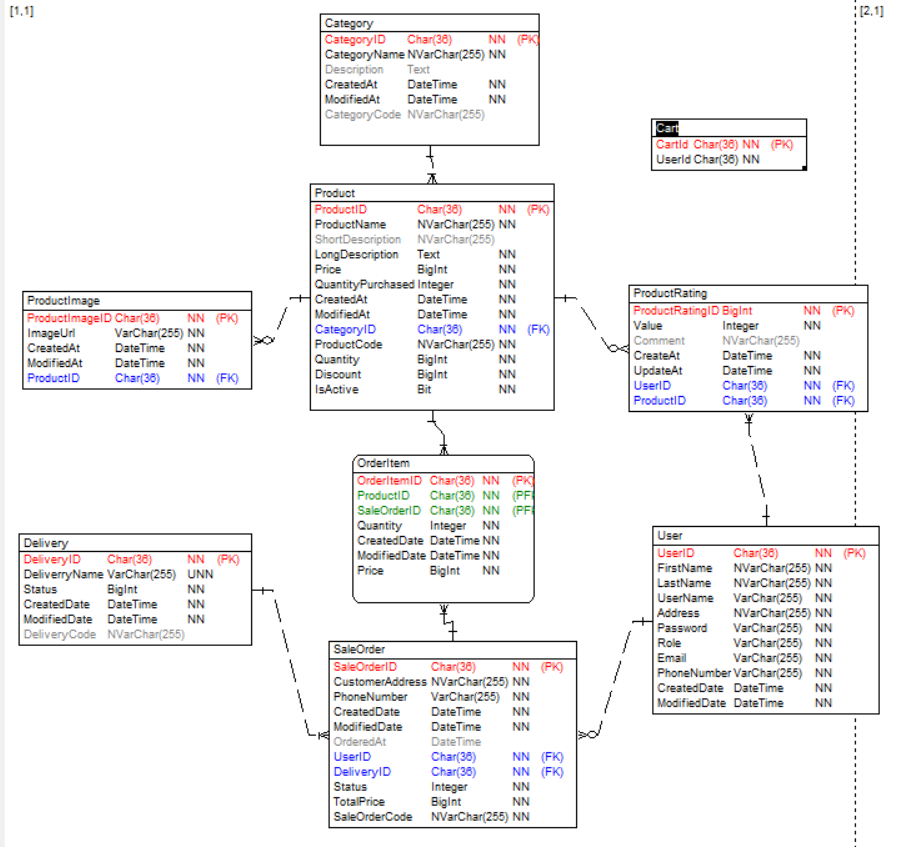 [1,1]
[2,1]
Category
CategoryID Char(36) NN (PK)
CategoryName NVarChar(255) NN
Description Text
CreatedAt DateTime NN
ModifiedAt DateTime NN
CategoryCode NVarChar(255)
Cart
CartId Char(36) NN (PK)
UserId Char(36) NN
Product
ProductID Char(36) NN (PK)
ProductName NVarChar(255) NN
ShortDescription NVarChar(255)
LongDescription Text NN
Price BigInt NN
QuantityPurchased Integer NN
CreatedAt DateTime NN
ModifiedAt DateTime NN
CategoryID Char(36) NN (FK)
ProductCode NVarChar(255) NN
Quantity BigInt NN
Discount BigInt NN
IsActive Bit NN
ProductImage
ProductImageID Char(36) NN (PK)
ImageUrl VarChar(255) NN
CreatedAt DateTime NN
ModifiedAt DateTime NN
ProductID Char(36) NN (FK)
ProductRating
ProductRatingID BigInt NN (PK)
Value Integer NN
Comment NVarChar(255)
CreateAt DateTime NN
UpdateAt DateTime NN
UserID Char(36) NN (FK)
ProductID Char(36) NN (FK)
OrderItem
OrderItemID Char(36) NN (PK
ProductID Char(36) NN (PF
SaleOrderID Char(36) NN (PF
Quantity Integer NN
CreatedDate DateTime NN
ModifiedDate DateTime NN
Price BigInt NN
Delivery
DeliveryID Char(36) NN (PK)
DeliverryName VarChar(255) UNN
Status BigInt NN
CreatedDate DateTime NN
ModifiedDate DateTime NN
DeliveryCode NVarChar(255)
User
UserID Char(36) NN (PK)
FirstName NVarChar(255) NN
LastName NVarChar(255) NN
UserName VarChar(255) NN
Address NVarChar(255) NN
Password VarChar(255) NN
Role VarChar(255) NN
Email VarChar(255) NN
PhoneNumber VarChar(255) NN
CreatedDate DateTime NN
ModifiedDate DateTime NN
SaleOrder
SaleOrderID Char(36) NN (PK)
CustomerAddress NVarChar(255) NN
PhoneNumber VarChar(255) NN
CreatedDate DateTime NN
ModifiedDate DateTime NN
OrderedAt DateTime
UserID Char(36) NN (FK)
DeliveryID Char(36) NN (FK)
Status Integer NN
TotalPrice BigInt NN
SaleOrderCode NVarChar(255) NN